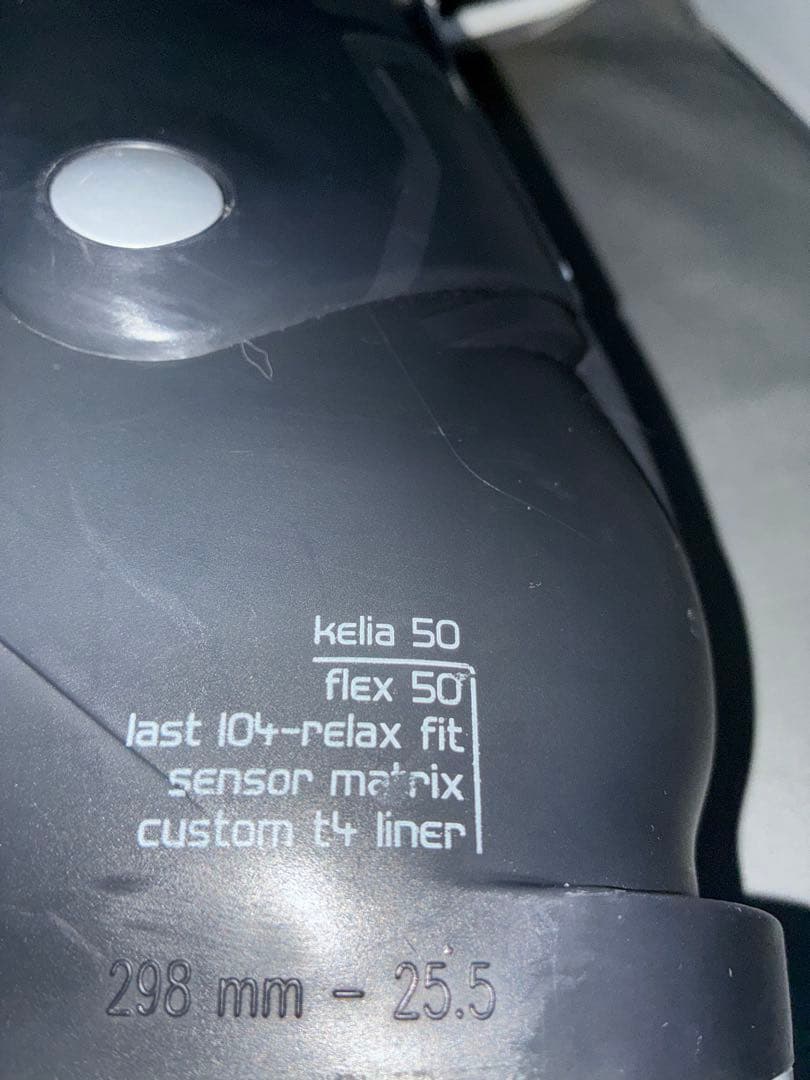 kelia 50
flex 50
last 104-relax fit
sensor matrix
custom t4 liner
298 mm - 25.5